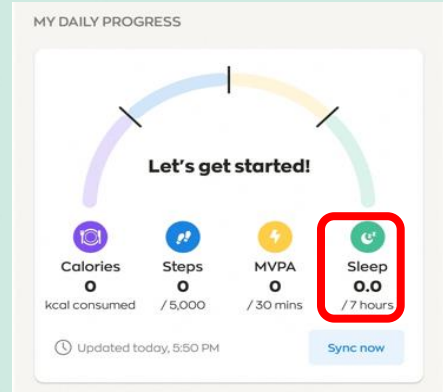 MY DAILY PROGRESS
Let's get started!
Calories Steps MVPA Sleep
0 0 0 0.0
kcal consumed / 5,000 / 30 mins / 7 hours
Updated today, 5:50 PM Sync now